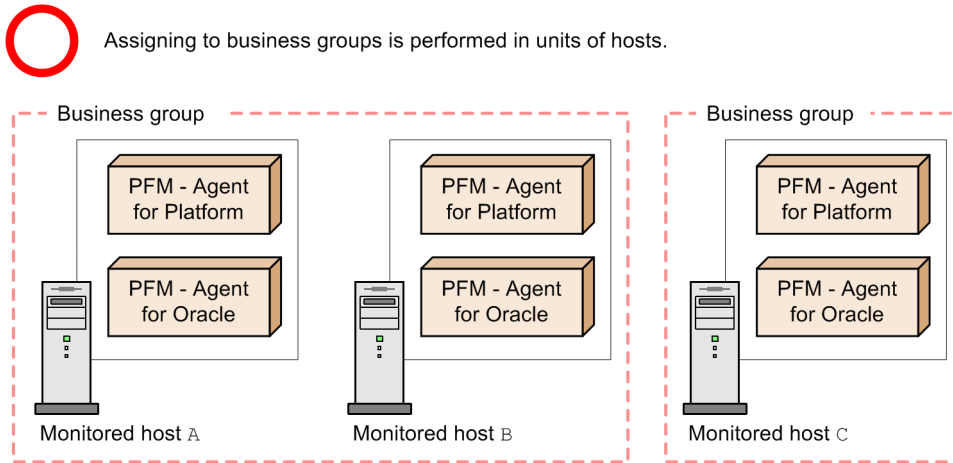 Assigning to business groups is performed in units of hosts.
Business group
Business group
PFM - Agent
for Platform
PFM - Agent
for Platform
PFM - Agent
for Platform
PFM - Agent
for Oracle
PFM - Agent
for Oracle
PFM - Agent
for Oracle
Monitored host A
Monitored host B
Monitored host C